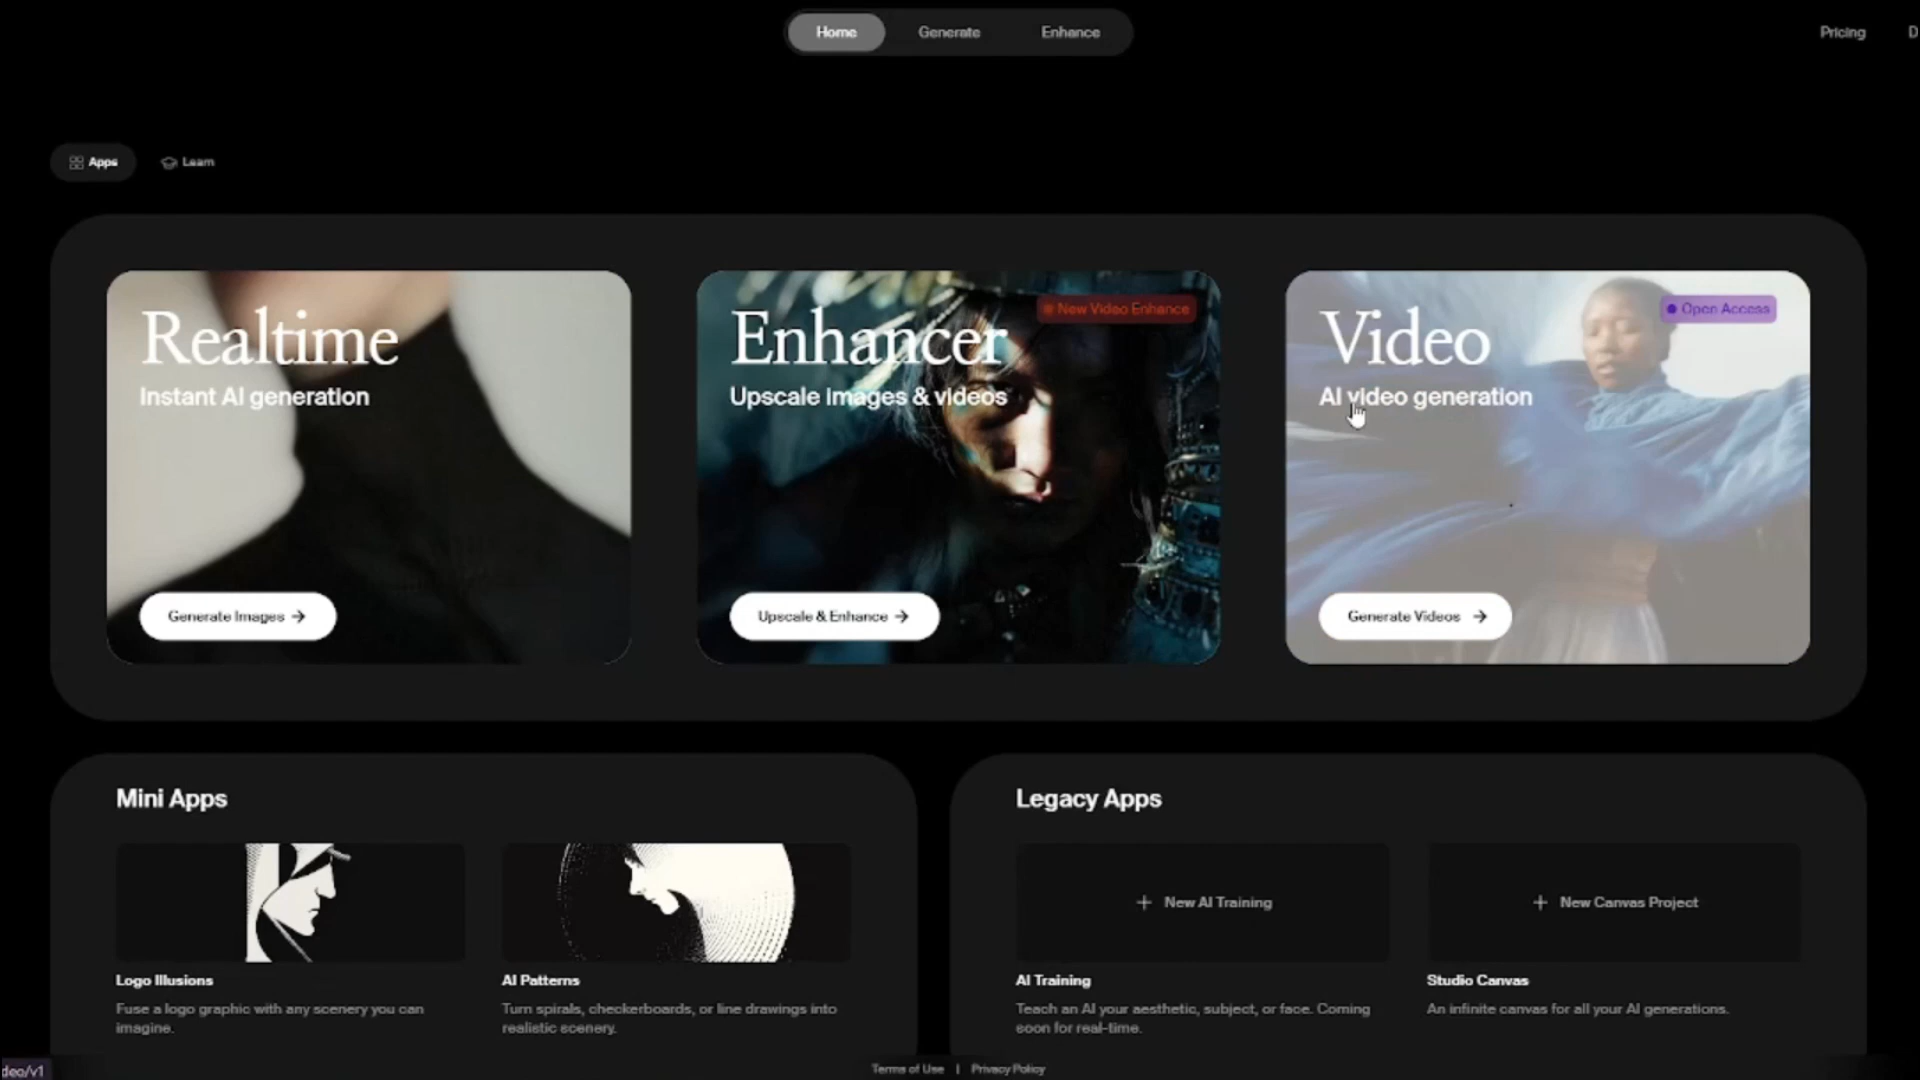 Home
Generate
Enhance
Pricing
D
Apps
Learn
Realtime
Instant AI generation
Generate Images
New Video Enhance
Enhancer
Upscale images & videos
Upscale & Enhance
Open Access
Video
AI video generation
Generate Videos
Mini Apps
Logo Illusions
Fuse a logo graphic with any scenery you can
imagine.
AI Patterns
Turn spirals, checkerboards, or line drawings into
realistic scenery.
Legacy Apps
New AI Training
AI Training
Teach an AI your aesthetic, subject, or face. Coming
soon for real-time.
New Canvas Project
Studio Canvas
An infinite canvas for all your AI generations.
deo/v1
Terms of Use | Privacy Policy